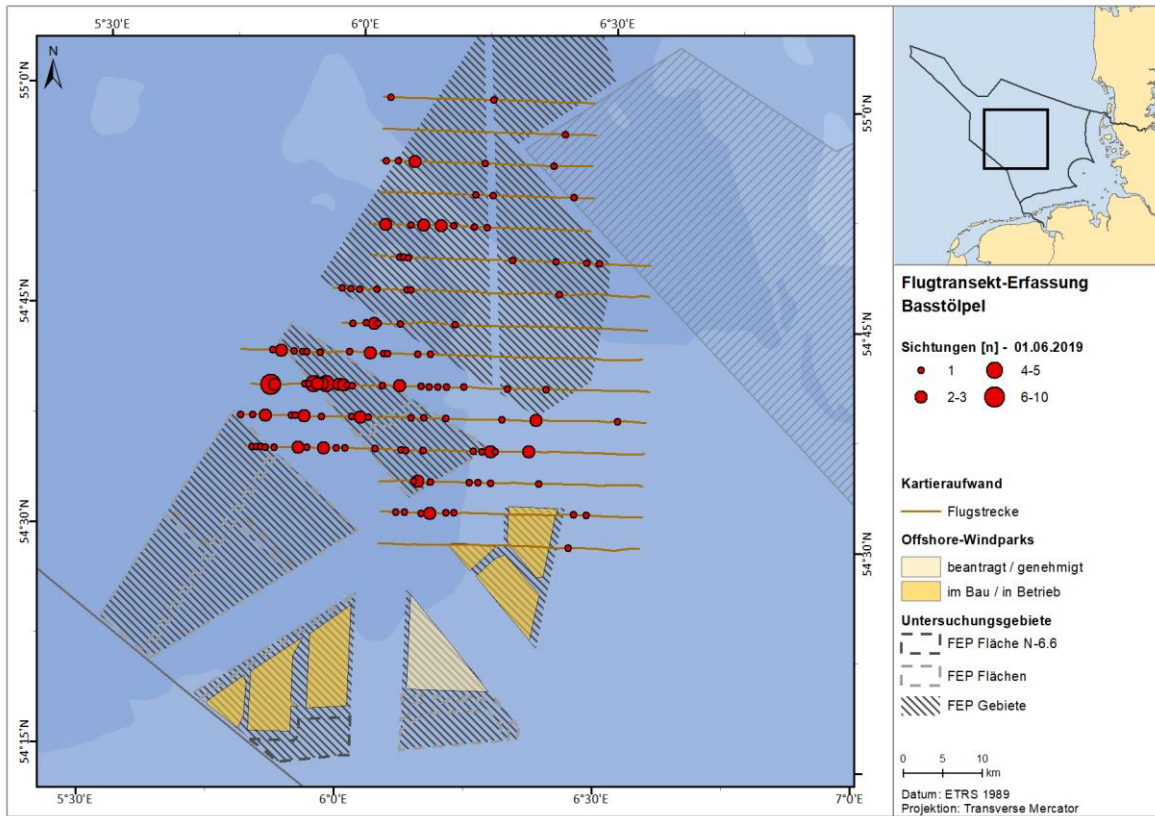 5°30'E
6°0'E
6°30'E
N
55°0'N
55°0'N
54°45'N
54°45'N
54°30'N
54°30'N
54°15'N
5°30'E
6°0'E
6°30'E
7°0'E
Flugtransekt-Erfassung
Basstölpel
Sichtungen [n] - 01.06.2019
1
4-5
2-3
6-10
Kartieraufwand
Flugstrecke
Offshore-Windparks
beantragt / genehmigt
im Bau / in Betrieb
Untersuchungsgebiete
FEP Fläche N-6.6
FEP Flächen
FEP Gebiete
0 5 10
km
Datum: ETRS 1989
Projektion: Transverse Mercator